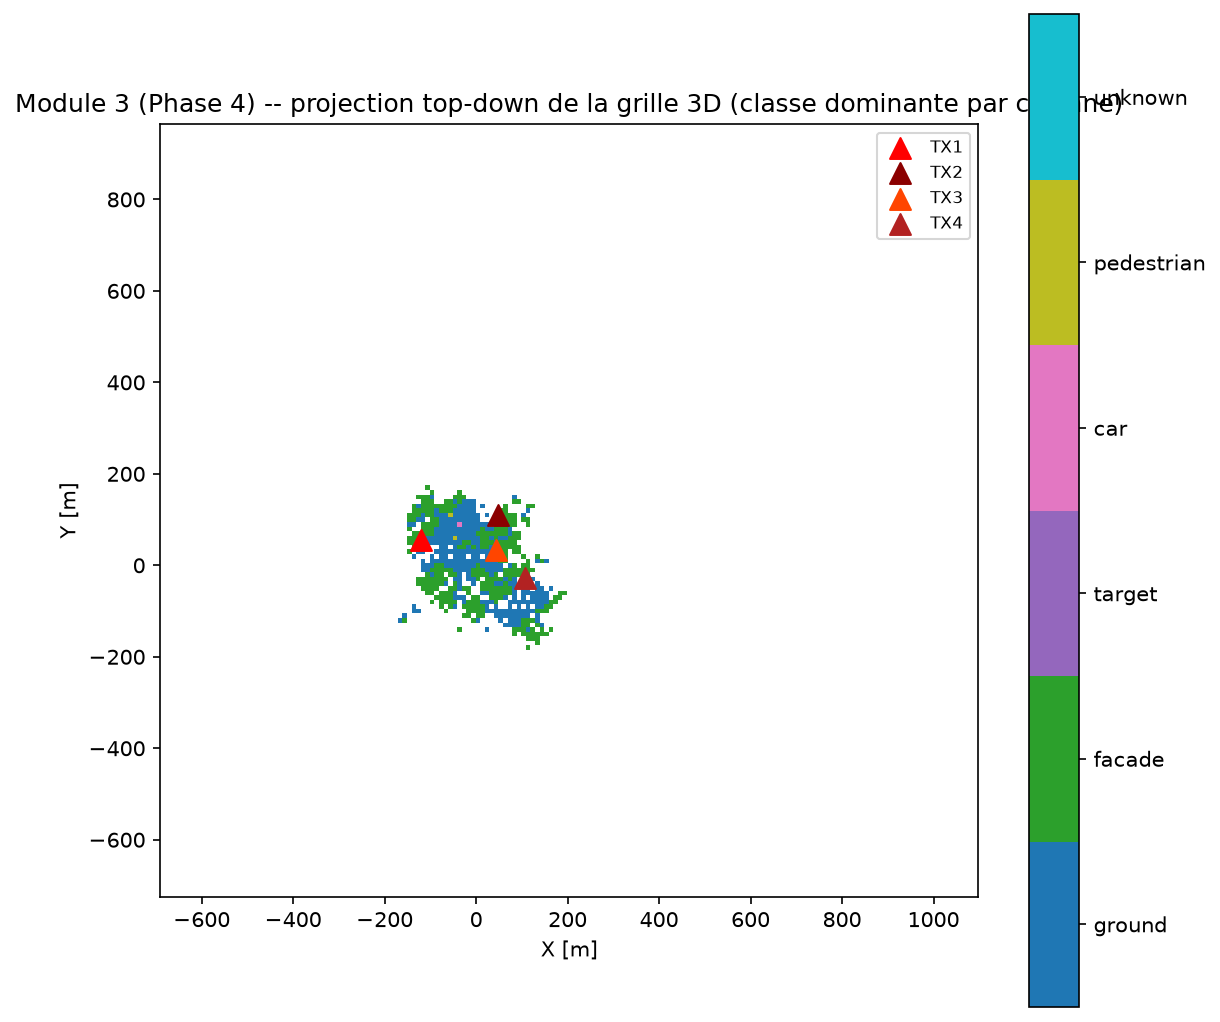 Module 3 (Phase 4) -- projection top-down de la grille 3D (classe dominante par
unknown
TX1
TX2
TX3
TX4
pedestrian
car
target
facade
ground
800
600
400
200
0
−200
−400
−600
Y [m]
−600
−400
−200
0
200
400
600
800
1000
X [m]